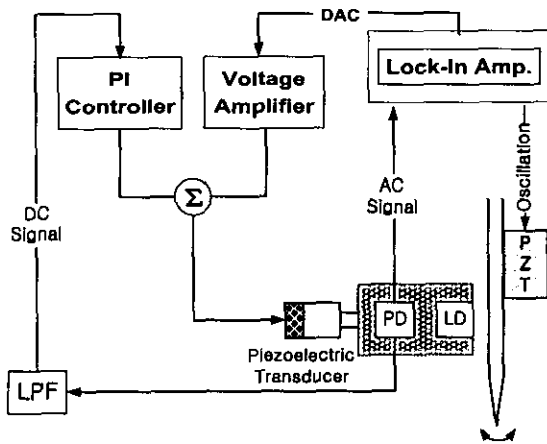 DAC
PI
Controller
Voltage
Amplifier
Lock-In Amp.
Σ
DC
Signal
AC
Signal
Oscillation
P
Z
T
PD
LD
Piezoelectric
Transducer
LPF